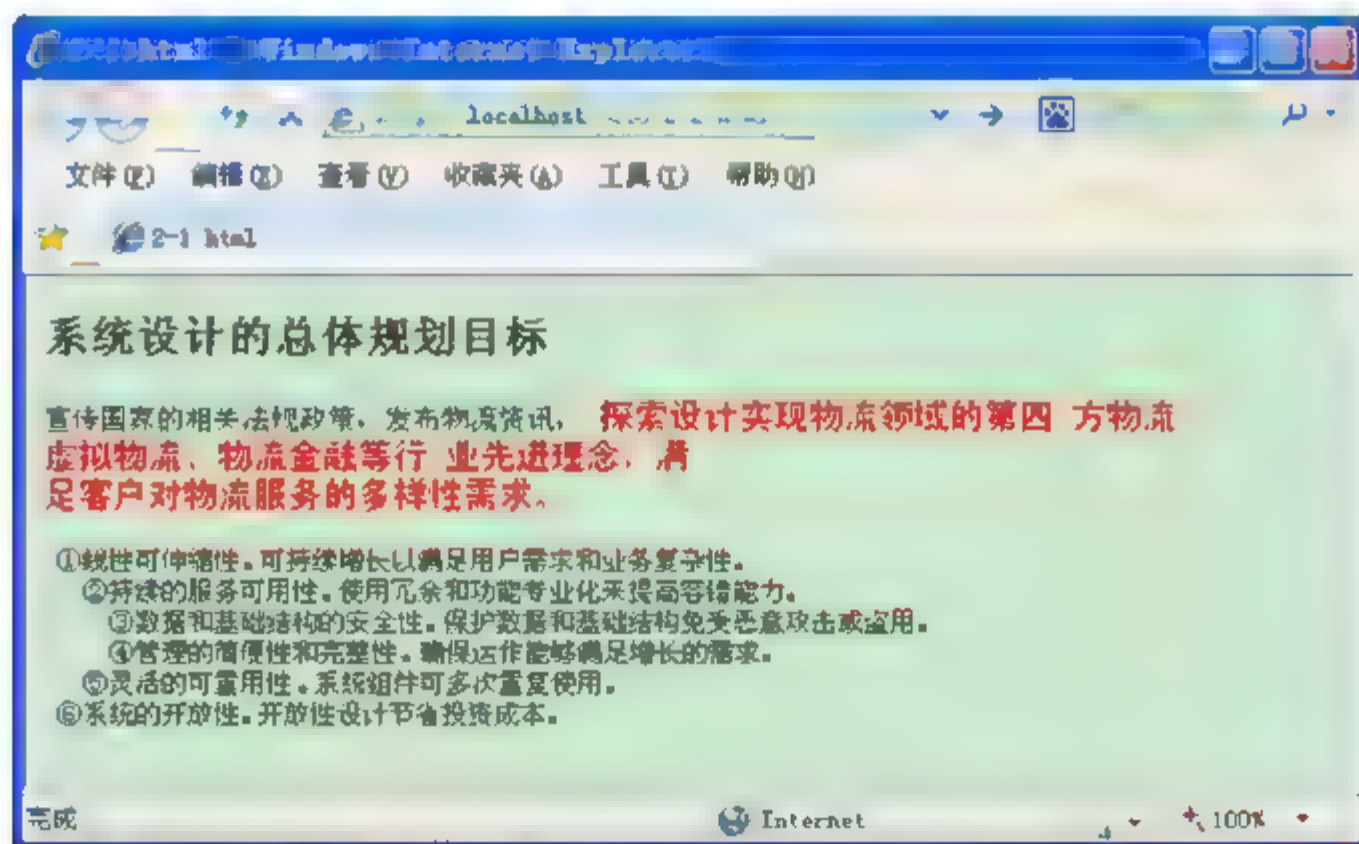 html Windows Internet Explorer
localhost
文件(F) 编辑(E) 查看(V) 收藏夹(A) 工具(T) 帮助(H)
2-1 html
系统设计的总体规划目标
宣传国家的相关法规政策，发布物流资讯，探索设计实现物流领域的第四 方物流
虚拟物流、物流金融等行 业先进理念，满
足客户对物流服务的多样性需求。
①线性可伸缩性。可持续增长以满足用户需求和业务复杂性。
②持续的服务可用性。使用冗余和功能专业化来提高容错能力。
③数据和基础结构的安全性。保护数据和基础结构免受恶意攻击或盗用。
④管理的简便性和完整性。确保运作能够满足增长的需求。
⑤灵活的可重用性。系统组件可多次重复使用。
⑥系统的开放性。开放性设计节省投资成本。
完成 Internet 100%